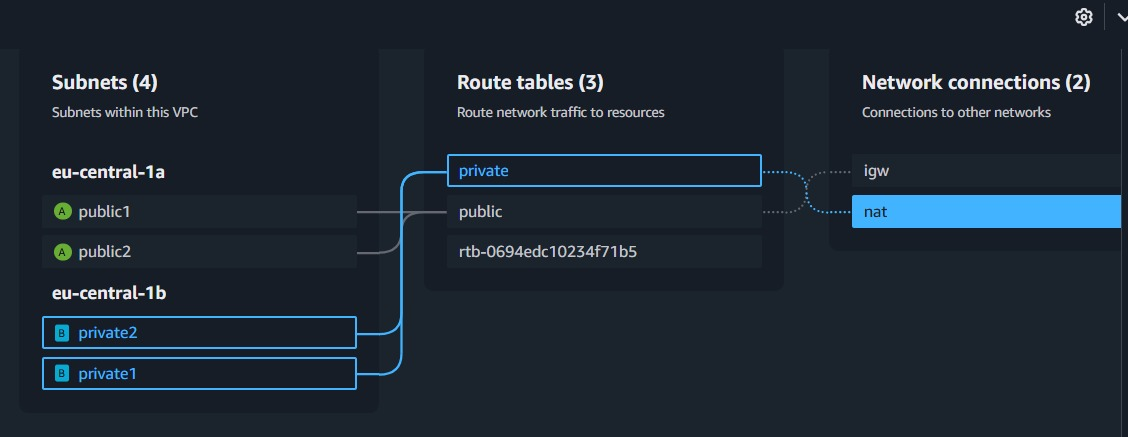 Subnets (4)
Subnets within this VPC
eu-central-1a
A public1
A public2
eu-central-1b
B private2
B private1
Route tables (3)
Route network traffic to resources
private
public
rtb-0694edc10234f71b5
Network connections (2)
Connections to other networks
igw
nat